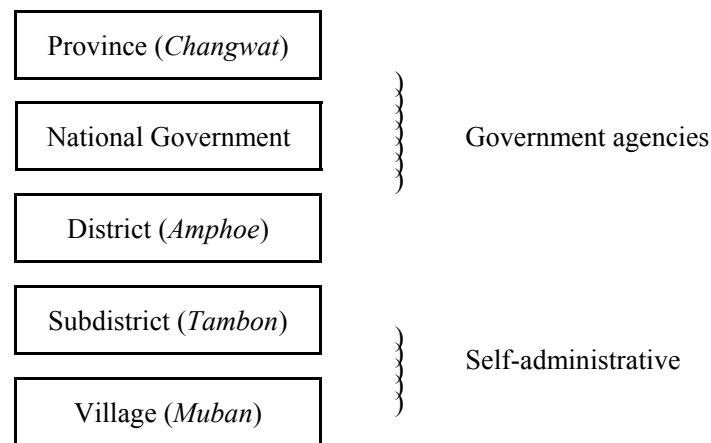 Province (Changwat)
National Government
Government agencies
District (Amphoe)
Subdistrict (Tambon)
Self-administrative
Village (Muban)